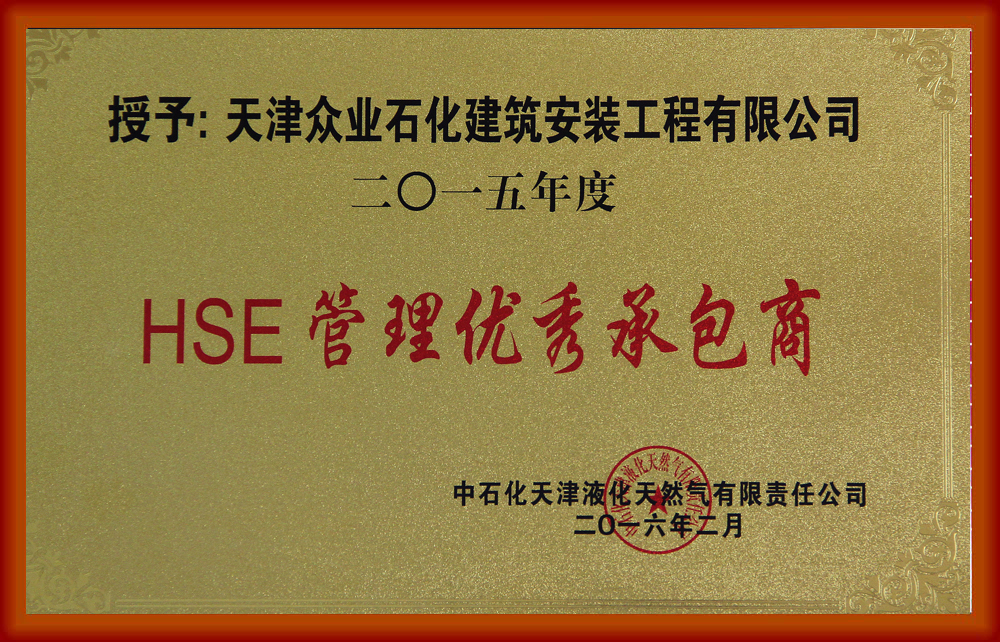 授予: 天津众业石化建筑安装工程有限公司
二〇一五年度
HSE 管理优秀承包商
中石化天津液化天然气有限责任公司
二〇一六年二月